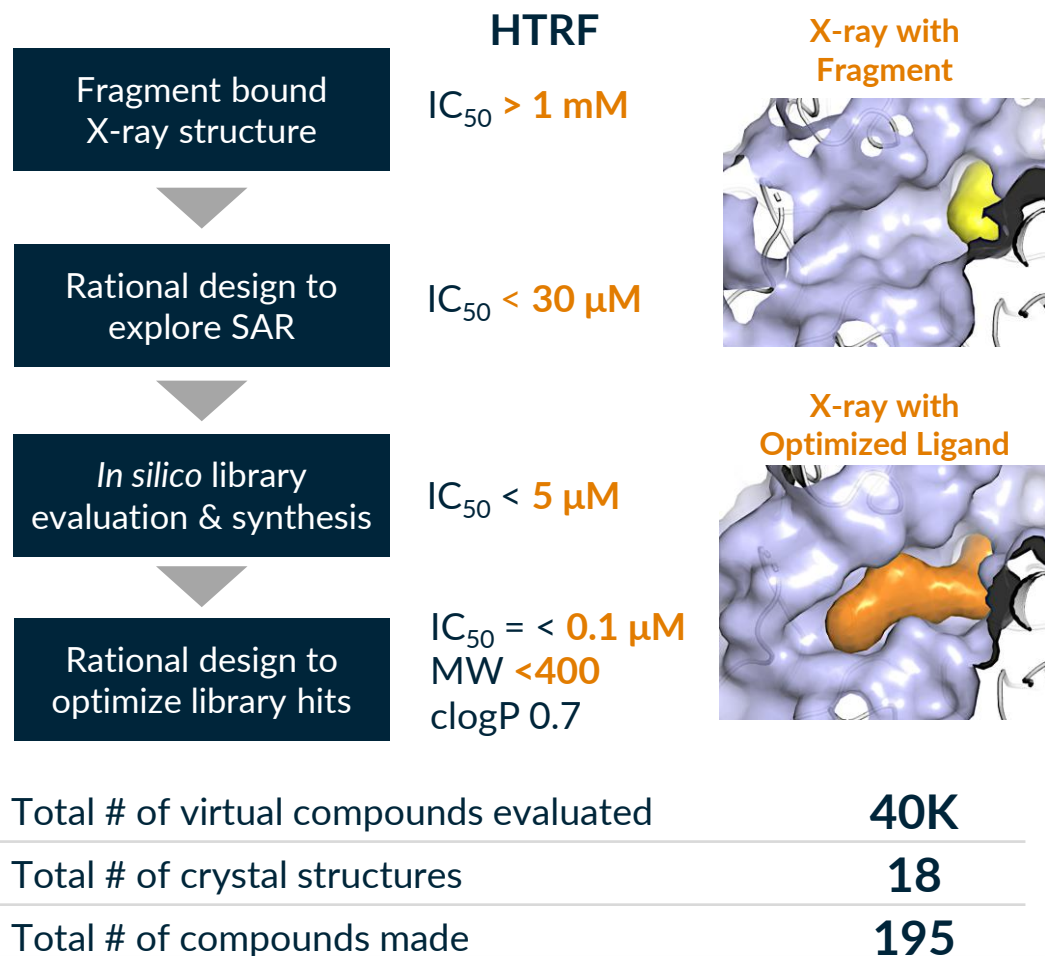 HTRF
Fragment bound
X-ray structure
IC₅₀ > 1 mM
X-ray with
Fragment
Rational design to
explore SAR
IC₅₀ < 30 µM
In silico library
evaluation & synthesis
IC₅₀ < 5 µM
X-ray with
Optimized Ligand
Rational design to
optimize library hits
IC₅₀ = < 0.1 µM
MW <400
clogP 0.7
Total # of virtual compounds evaluated 40K
Total # of crystal structures 18
Total # of compounds made 195